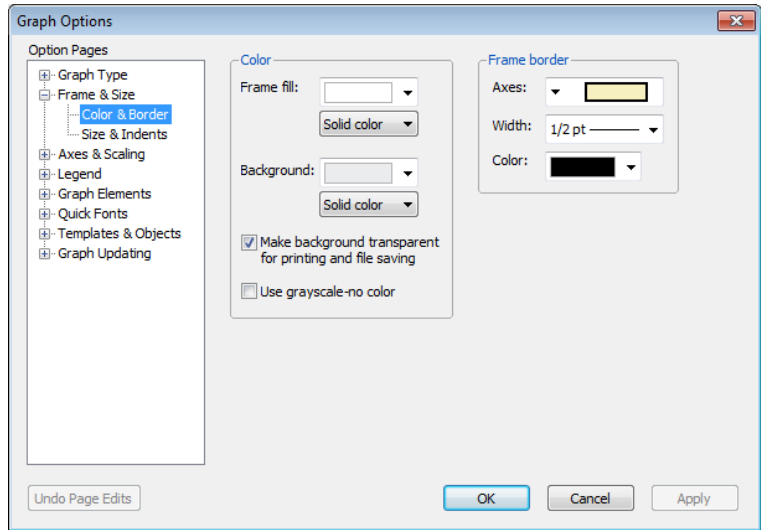 Graph Options
Option Pages
Graph Type
Frame & Size
Color & Border
Size & Indents
Axes & Scaling
Legend
Graph Elements
Quick Fonts
Templates & Objects
Graph Updating
Color
Frame fill:
Solid color
Background:
Solid color
Make background transparent
for printing and file saving
Use grayscale-no color
Frame border
Axes:
Width:
1/2 pt
Color:
Undo Page Edits
OK
Cancel
Apply